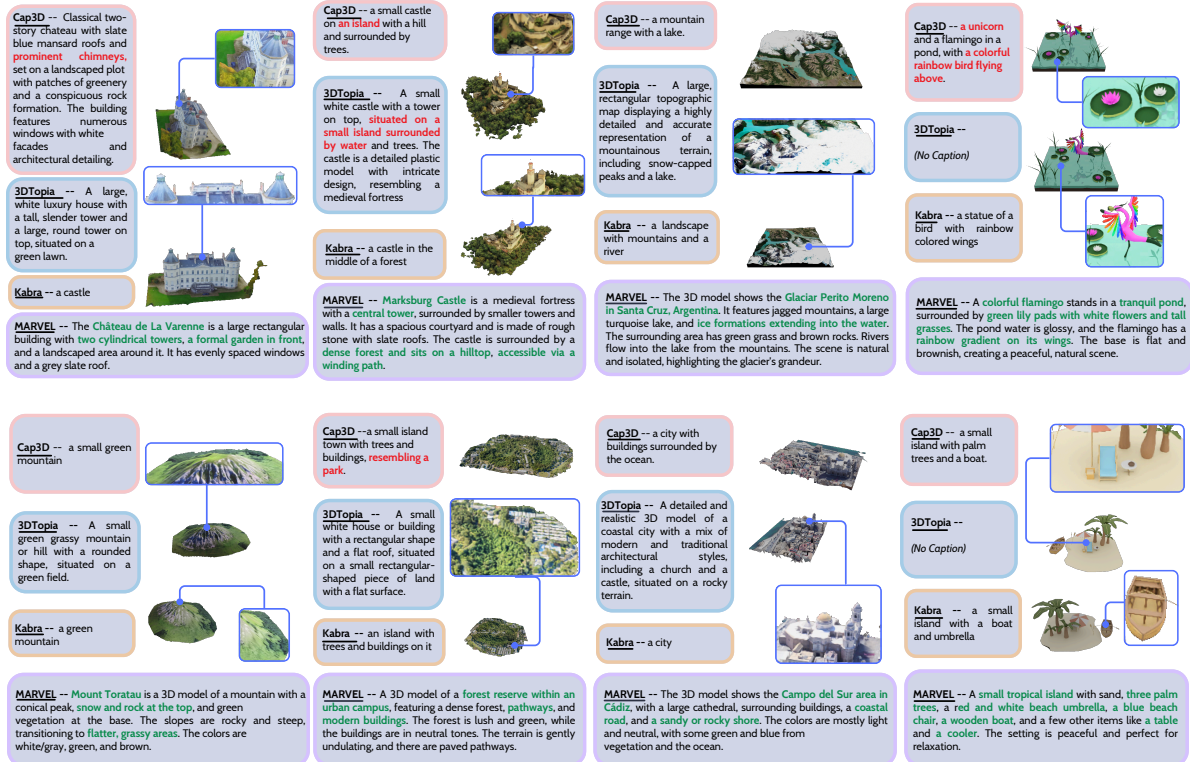 Cap3D -- Classical two-
story chateau with slate
blue mansard roofs and
prominent chimneys,
set on a landscaped plot
with patches of greenery
and a conspicuous rock
formation. The building
features numerous
windows with white
facades and
architectural detailing.
3DTopia -- A large,
white luxury house with
a tall, slender tower and
a large, round tower on
top, situated on a
green lawn.
Kabra -- a castle
MARVEL -- The Château de La Varenne is a large rectangular
building with two cylindrical towers, a formal garden in front,
and a landscaped area around it. It has evenly spaced windows
and a grey slate roof.
Cap3D -- a small castle
on an island with a hill
and surrounded by
trees.
3DTopia -- A small
white castle with a tower
on top, situated on a
small island surrounded
by water and trees. The
castle is a detailed plastic
model with intricate
design, resembling a
medieval fortress
Kabra -- a castle in the
middle of a forest
MARVEL -- Marksburg Castle is a medieval fortress
with a central tower, surrounded by smaller towers and
walls. It has a spacious courtyard and is made of rough
stone with slate roofs. The castle is surrounded by a
dense forest and sits on a hilltop, accessible via a
winding path.
Cap3D -- a mountain
range with a lake.
3DTopia -- A large,
rectangular topographic
map displaying a highly
detailed and accurate
representation of a
mountainous terrain,
including snow-capped
peaks and a lake.
Kabra -- a landscape
with mountains and a
river
MARVEL -- The 3D model shows the Glaciar Perito Moreno
in Santa Cruz, Argentina. It features jagged mountains, a large
turquoise lake, and ice formations extending into the water.
The surrounding area has green grass and brown rocks. Rivers
flow into the lake from the mountains. The scene is natural
and isolated, highlighting the glacier's grandeur.
Cap3D -- a unicorn
and a flamingo in a
pond, with a colorful
rainbow bird flying
above.
3DTopia --
(No Caption)
Kabra -- a statue of a
bird with rainbow
colored wings
MARVEL -- A colorful flamingo stands in a tranquil pond,
surrounded by green lily pads with white flowers and tall
grasses. The pond water is glossy, and the flamingo has a
rainbow gradient on its wings. The base is flat and
brownish, creating a peaceful, natural scene.
Cap3D -- a small green
mountain
3DTopia -- A small
green grassy mountain
or hill with a rounded
shape, situated on a
green field.
Kabra -- a green
mountain
MARVEL -- Mount Toratau is a 3D model of a mountain with a
conical peak, snow and rock at the top, and green
vegetation at the base. The slopes are rocky and steep,
transitioning to flatter, grassy areas. The colors are
white/gray, green, and brown.
Cap3D --a small island
town with trees and
buildings, resembling a
park.
3DTopia -- A small
white house or building
with a rectangular shape
and a flat roof, situated
on a small rectangular-
shaped piece of land
with a flat surface.
Kabra -- an island with
trees and buildings on it
MARVEL -- A 3D model of a forest reserve within an
urban campus, featuring a dense forest, pathways, and
modern buildings. The forest is lush and green, while
the buildings are in neutral tones. The terrain is gently
undulating, and there are paved pathways.
Cap3D -- a city with
buildings surrounded by
the ocean.
3DTopia -- A detailed and
realistic 3D model of a
coastal city with a mix of
modern and traditional
architectural styles,
including a church and a
castle, situated on a rocky
terrain.
Kabra -- a city
MARVEL -- The 3D model shows the Campo del Sur area in
Cádiz, with a large cathedral, surrounding buildings, a coastal
road, and a sandy or rocky shore. The colors are mostly light
and neutral, with some green and blue from
vegetation and the ocean.
Cap3D -- a small
island with palm
trees and a boat.
3DTopia --
(No Caption)
Kabra -- a small
island with a boat
and umbrella
MARVEL -- A small tropical island with sand, three palm
trees, a red and white beach umbrella, a blue beach
chair, a wooden boat, and a few other items like a table
and a cooler. The setting is peaceful and perfect for
relaxation.